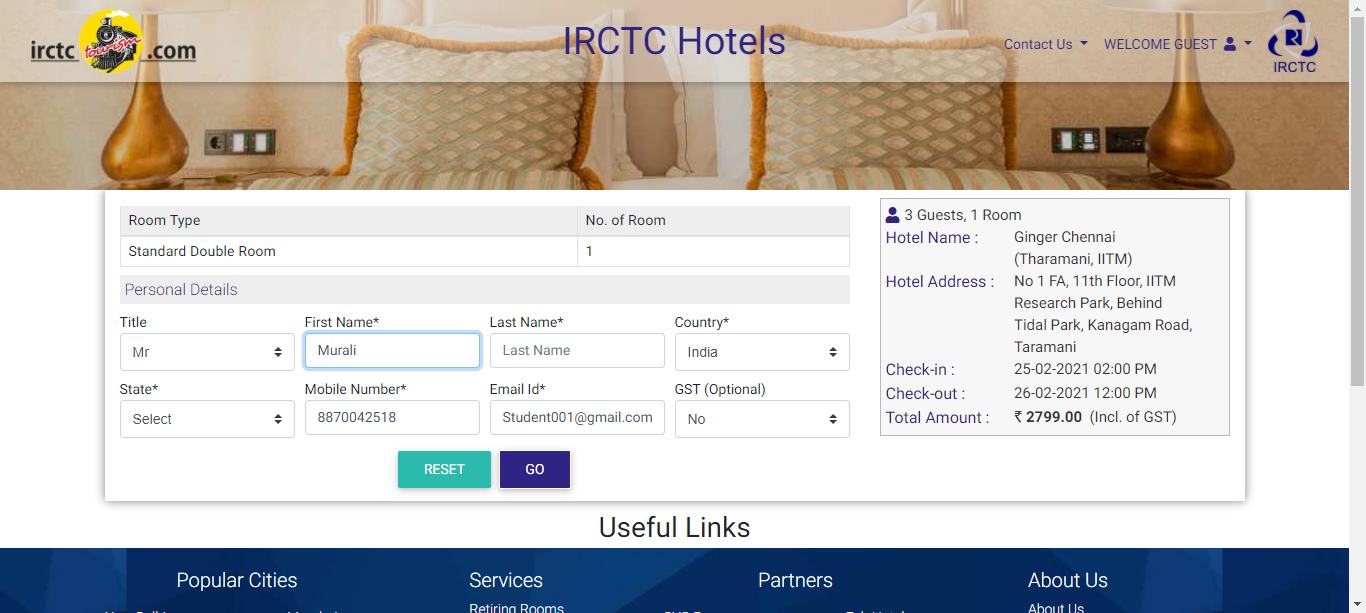 irctc tourism .com
IRCTC Hotels
Contact Us
WELCOME GUEST
IRCTC
Room Type
No. of Room
Standard Double Room
1
Personal Details
Title
First Name*
Last Name*
Country*
Mr
Murali
Last Name
India
State*
Mobile Number*
Email Id*
GST (Optional)
Select
8870042518
Student001@gmail.com
No
RESET
GO
3 Guests, 1 Room
Hotel Name :
Ginger Chennai
(Tharamani, IITM)
Hotel Address :
No 1 FA, 11th Floor, IITM
Research Park, Behind
Tidal Park, Kanagam Road,
Taramani
Check-in :
25-02-2021 02:00 PM
Check-out :
26-02-2021 12:00 PM
Total Amount :
₹ 2799.00 (Incl. of GST)
Useful Links
Popular Cities
Services
Partners
About Us
Retiring Rooms
About Us